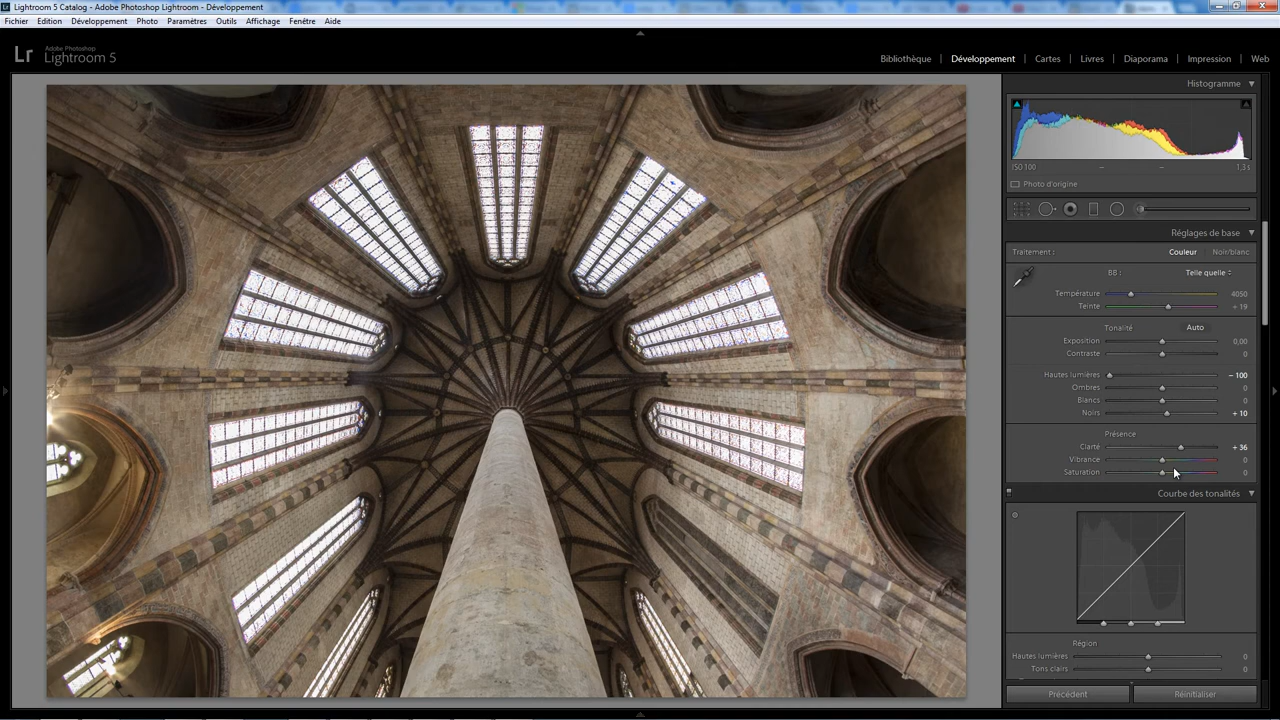 Lightroom 5 Catalog - Adobe Photoshop Lightroom - Développement
Fichier Edition Développement Photo Paramètres Outils Affichage Fenêtre Aide
Lr Adobe Photoshop
Lightroom 5
Bibliothèque | Développement | Cartes | Livres | Diaporama | Impression | Web
Histogramme
ISO 100 – – 1,3 s
Photo d'origine
Réglages de base
Traitement : Couleur Noir/blanc
BB : Telle quelle
Température 4050
Teinte + 19
Tonalité Auto
Exposition 0,00
Contraste 0
Hautes lumières – 100
Ombres 0
Blancs 0
Noirs + 10
Présence
Clarté + 36
Vibrance 0
Saturation 0
Courbe des tonalités
Région
Hautes lumières 0
Tons clairs 0
Précédent Réinitialiser